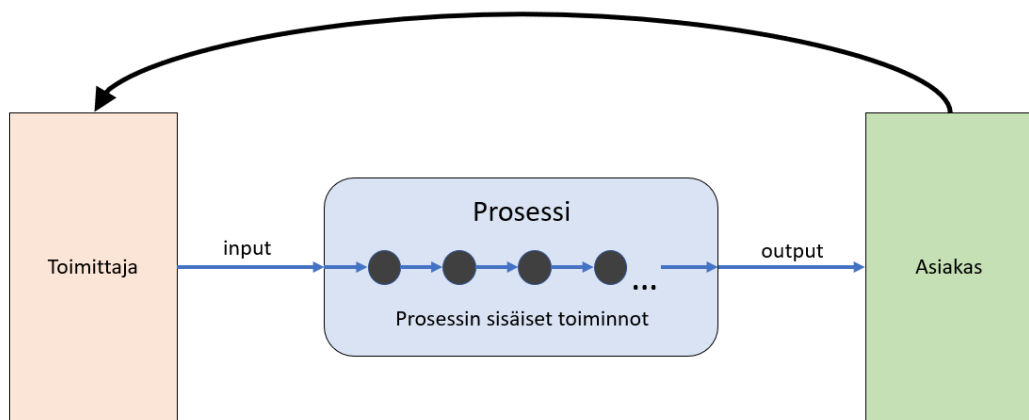 Prosessi
input
output
Toimittaja
...
Asiakas
Prosessin sisäiset toiminnot